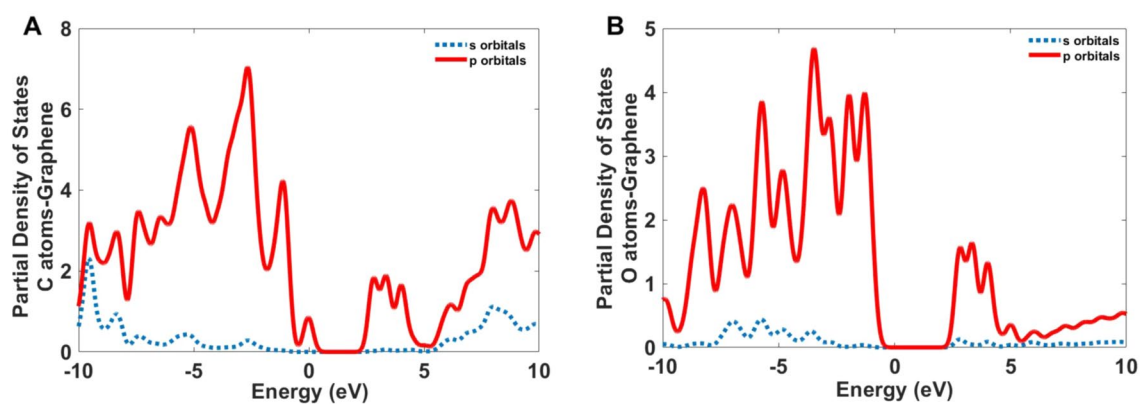 A
8
6
4
2
0
-10
-5
0
5
10
Energy (eV)
Partial Density of States
C atoms-Graphene
s orbitals
p orbitals
B
5
4
3
2
1
0
-10
-5
0
5
10
Energy (eV)
Partial Density of States
O atoms-Graphene
s orbitals
p orbitals